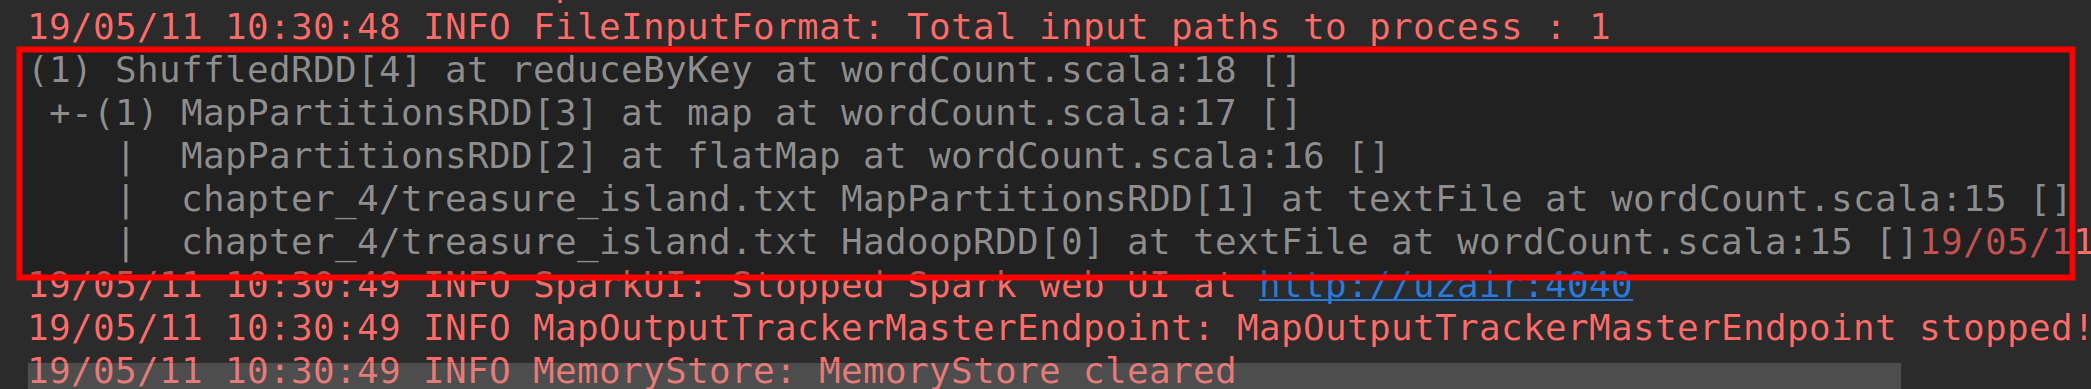 19/05/11 10:30:48 INFO FileInputFormat: Total input paths to process : 1
(1) ShuffledRDD[4] at reduceByKey at wordCount.scala:18 []
 +-(1) MapPartitionsRDD[3] at map at wordCount.scala:17 []
    |  MapPartitionsRDD[2] at flatMap at wordCount.scala:16 []
    |  chapter_4/treasure_island.txt MapPartitionsRDD[1] at textFile at wordCount.scala:15 []
    |  chapter_4/treasure_island.txt HadoopRDD[0] at textFile at wordCount.scala:15 []19/05/11
19/05/11 10:30:49 INFO SparkUI: Stopped Spark web UI at http://uzair:4040
19/05/11 10:30:49 INFO MapOutputTrackerMasterEndpoint: MapOutputTrackerMasterEndpoint stopped!
19/05/11 10:30:49 INFO MemoryStore: MemoryStore cleared